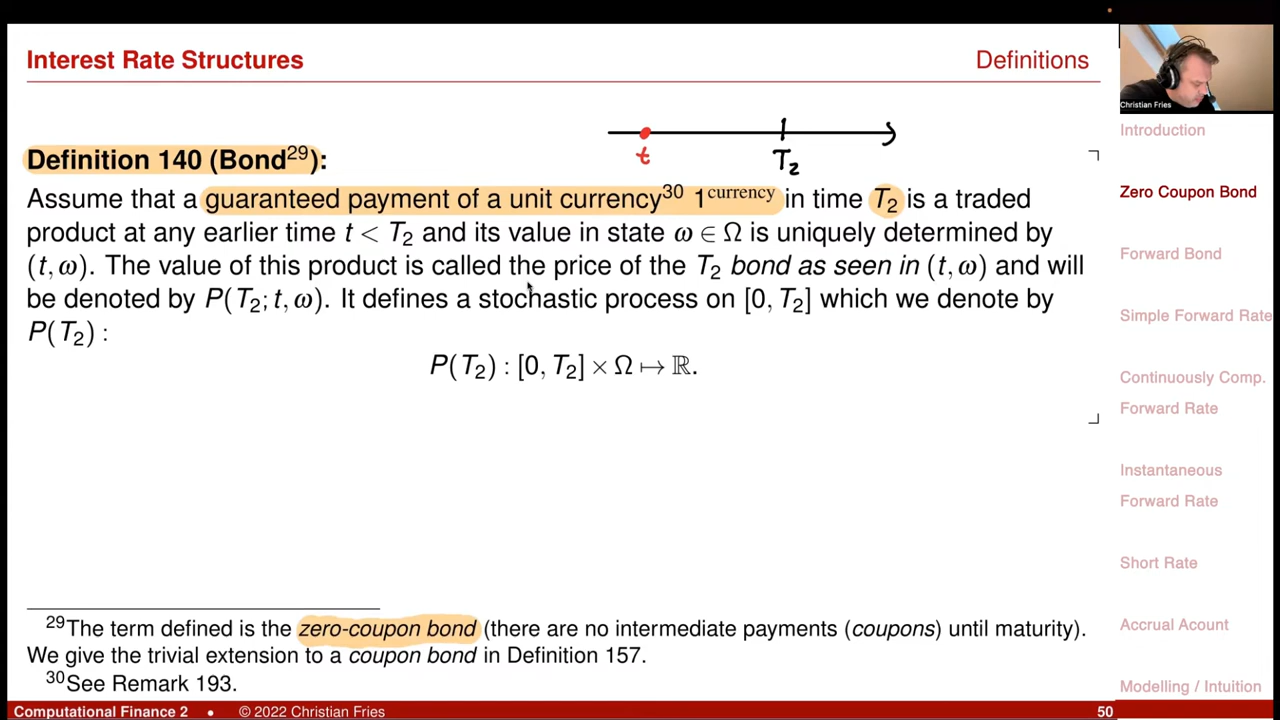 Interest Rate Structures
Definitions
Christian Fries
t
T₂
Definition 140 (Bond²⁹):
Assume that a guaranteed payment of a unit currency³⁰ 1^currency in time T₂ is a traded
product at any earlier time t < T₂ and its value in state ω ∈ Ω is uniquely determined by
(t, ω). The value of this product is called the price of the T₂ bond as seen in (t, ω) and will
be denoted by P(T₂; t, ω). It defines a stochastic process on [0, T₂] which we denote by
P(T₂) :
P(T₂) : [0, T₂] × Ω ↦ ℝ.
²⁹The term defined is the zero-coupon bond (there are no intermediate payments (coupons) until maturity).
We give the trivial extension to a coupon bond in Definition 157.
³⁰See Remark 193.
Introduction
Zero Coupon Bond
Forward Bond
Simple Forward Rate
Continuously Comp.
Forward Rate
Instantaneous
Forward Rate
Short Rate
Accrual Acount
Modelling / Intuition
Computational Finance 2 • © 2022 Christian Fries
50